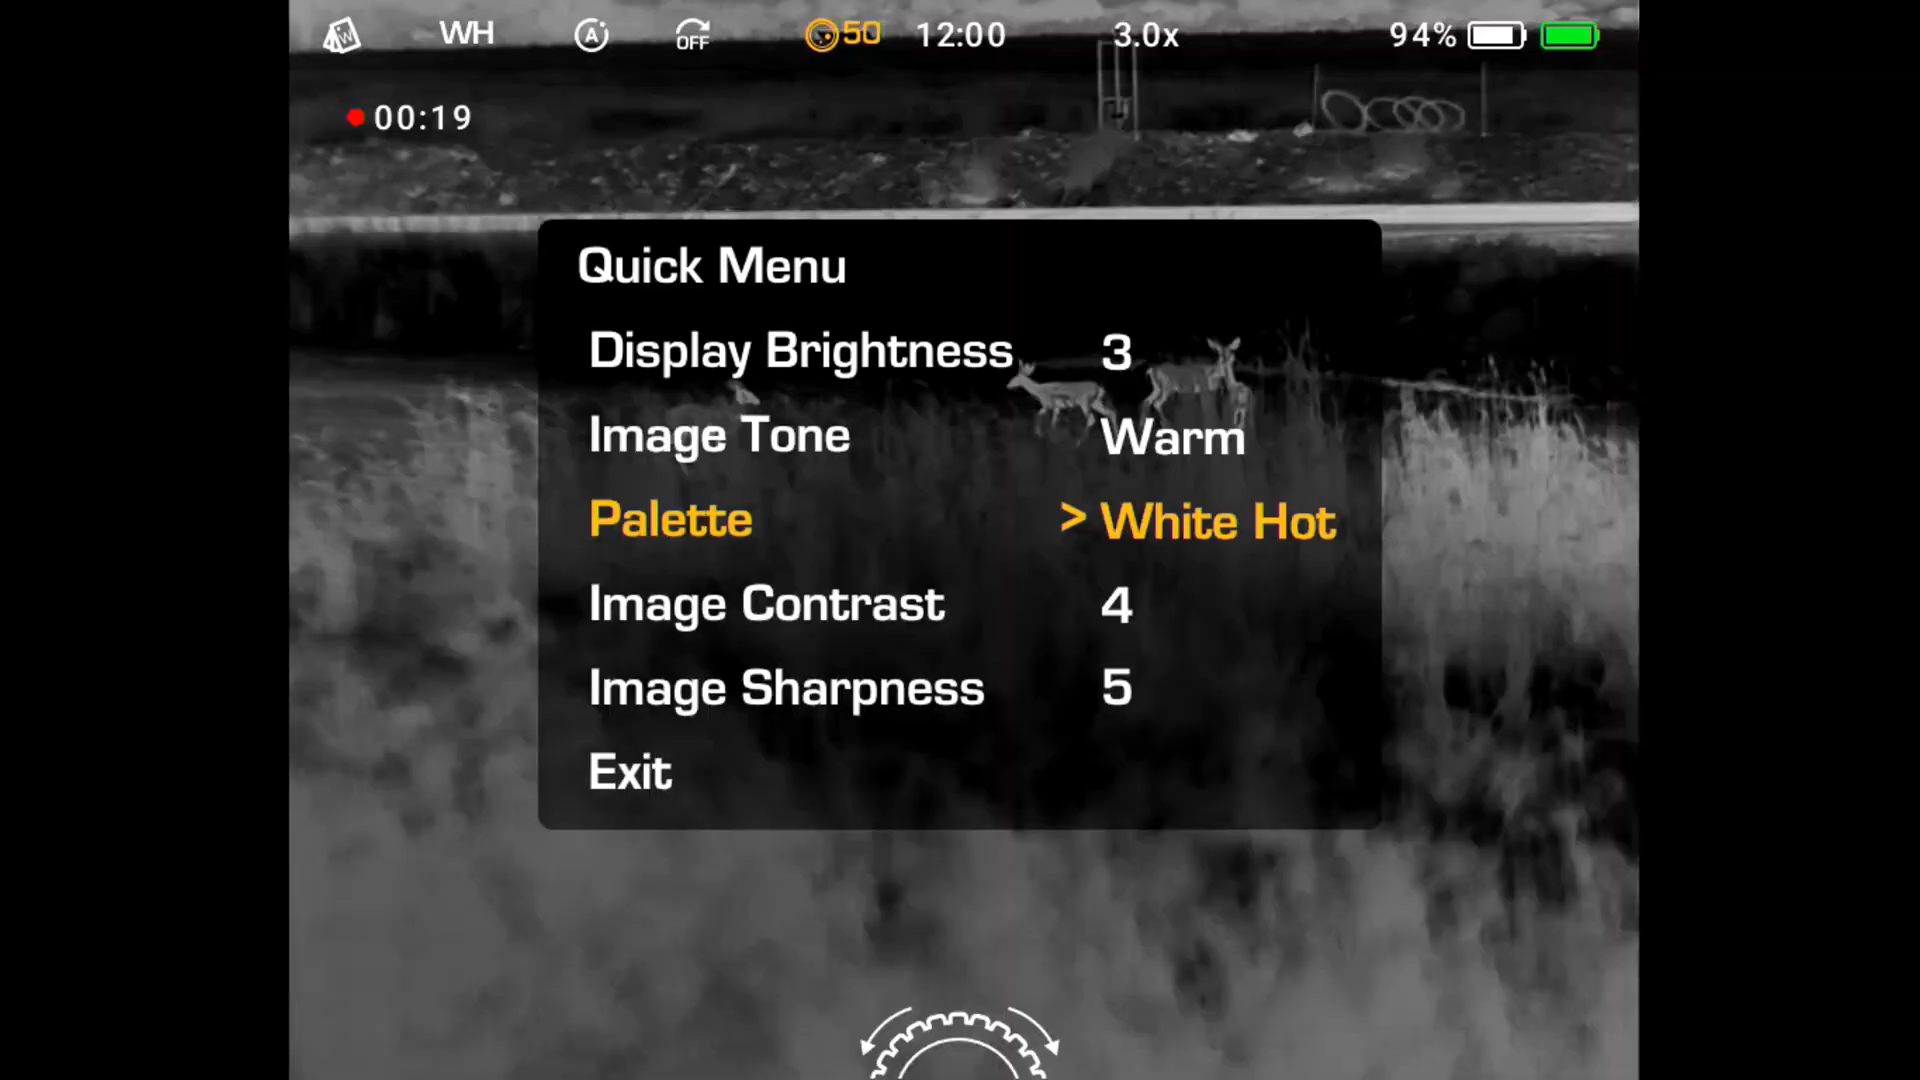 W WH A OFF 50 12:00 3.0x 94%
00:19
Quick Menu
Display Brightness 3
Image Tone Warm
Palette > White Hot
Image Contrast 4
Image Sharpness 5
Exit